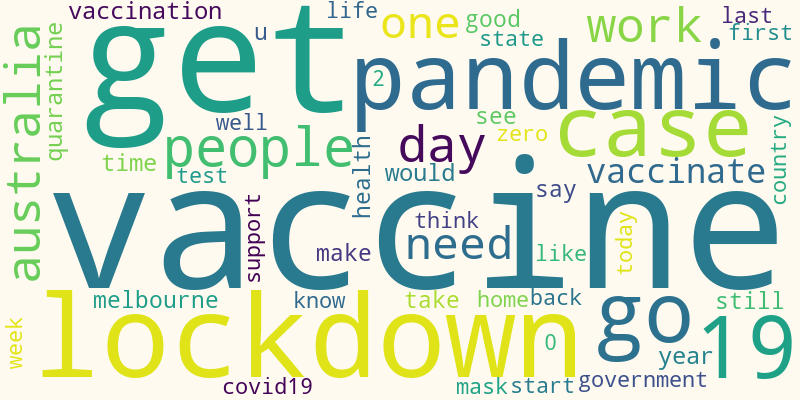 vaccination
life
one
good
work
last
first
u
state
get
pandemic
2
australia
quarantine
well
see
zero
case
country
people
day
time
test
health
would
vaccinate
say
vaccine
support
think
make
need
like
today
melbourne
know
take
home
back
go
still
lockdown
0
19
week
year
covid19
mask
start
government